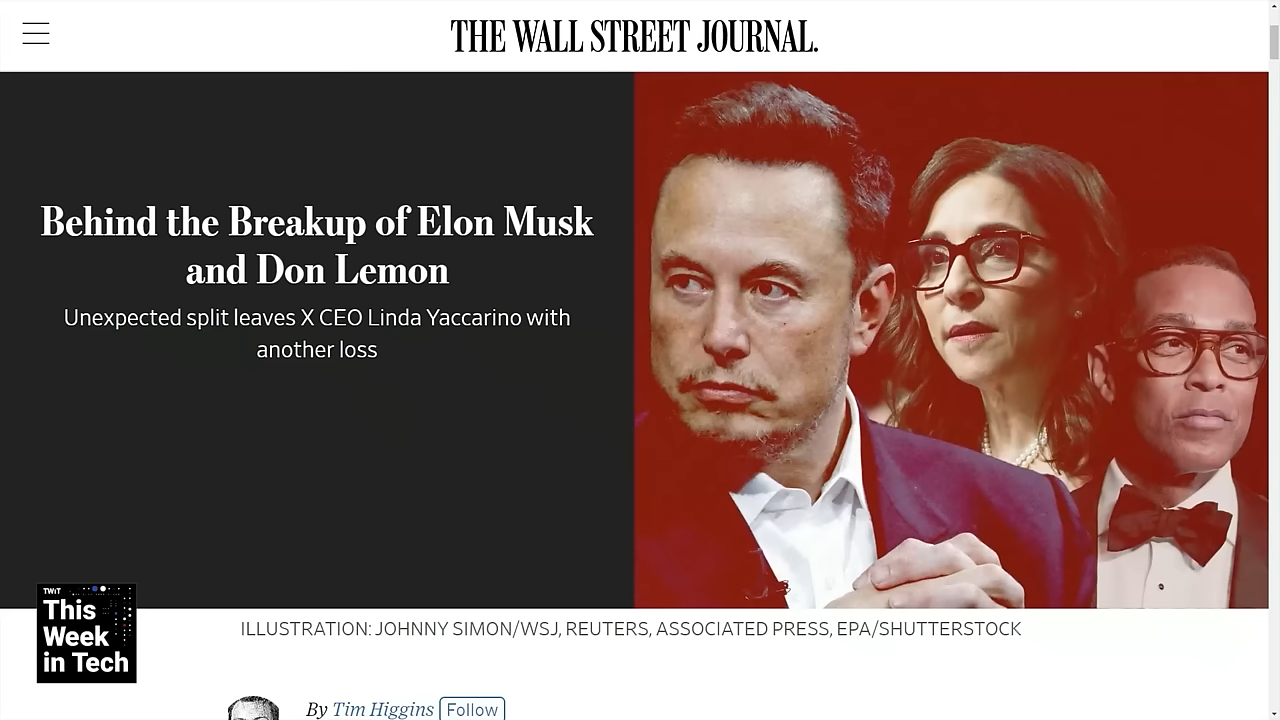 THE WALL STREET JOURNAL.
Behind the Breakup of Elon Musk
and Don Lemon
Unexpected split leaves X CEO Linda Yaccarino with
another loss
TWiT
This
Week
in Tech
ILLUSTRATION: JOHNNY SIMON/WSJ, REUTERS, ASSOCIATED PRESS, EPA/SHUTTERSTOCK
By Tim Higgins Follow